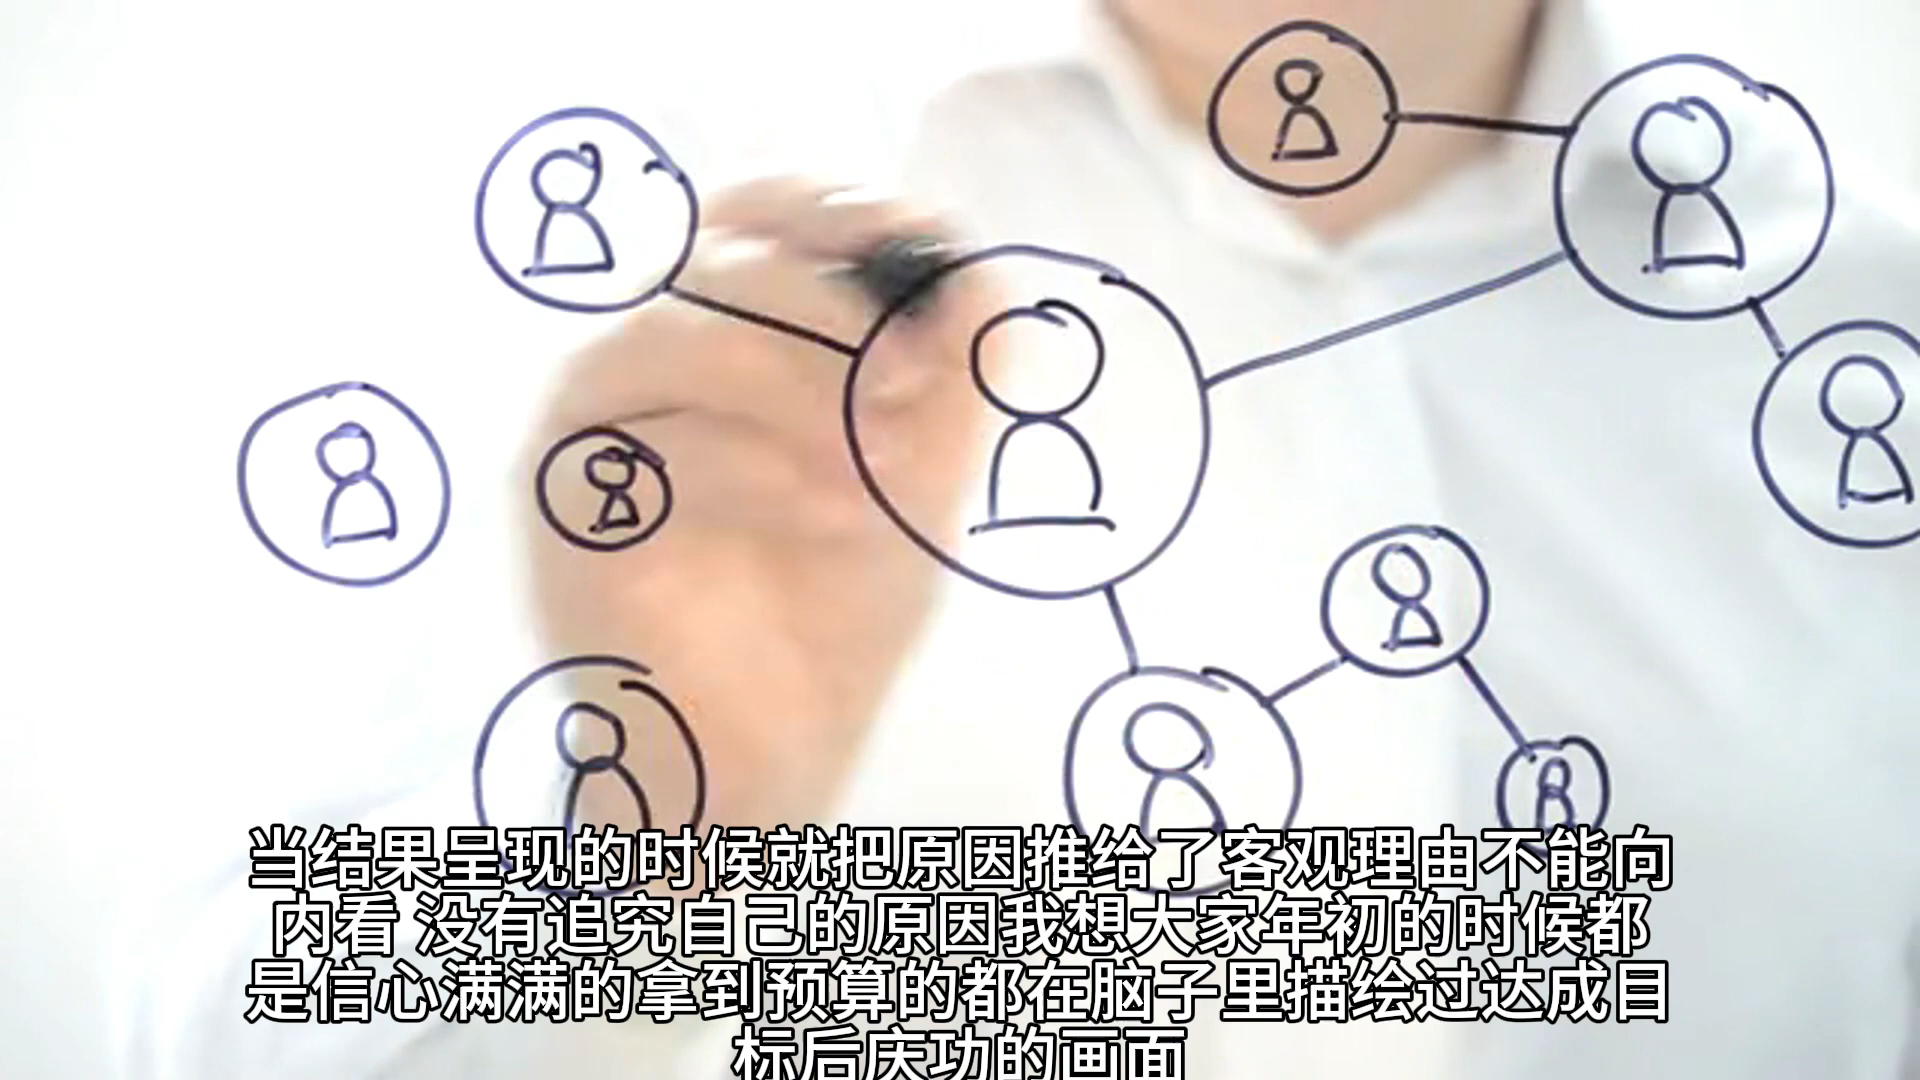 当结果呈现的时候就把原因推给了客观理由不能向
内看 没有追究自己的原因我想大家年初的时候都
是信心满满的拿到预算的都在脑子里描绘过达成目
标后庆功的画面